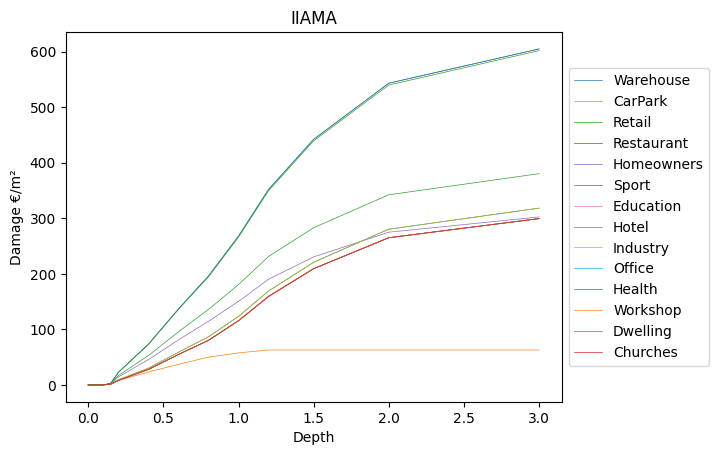 IIAMA
Damage €/m²
600
500
400
300
200
100
0
0.0 0.5 1.0 1.5 2.0 2.5 3.0
Depth
Warehouse
CarPark
Retail
Restaurant
Homeowners
Sport
Education
Hotel
Industry
Office
Health
Workshop
Dwelling
Churches